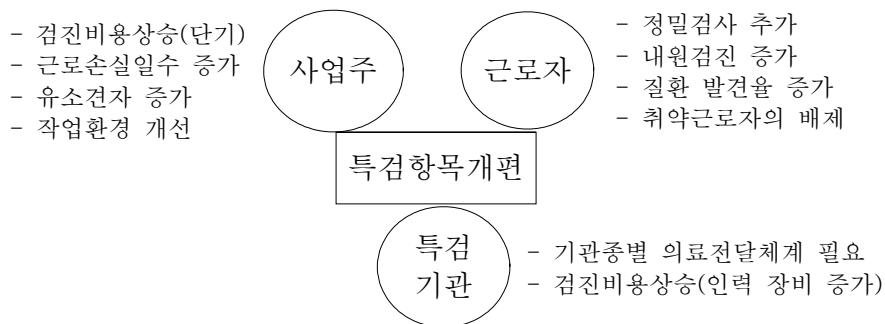 - 검진비용상승(단기)
- 근로손실일수 증가
- 유소견자 증가
- 작업환경 개선
사업주
근로자
- 정밀검사 추가
- 내원검진 증가
- 질환 발견율 증가
- 취약근로자의 배제
특검항목개편
특검
기관
- 기관종별 의료전달체계 필요
- 검진비용상승(인력 장비 증가)